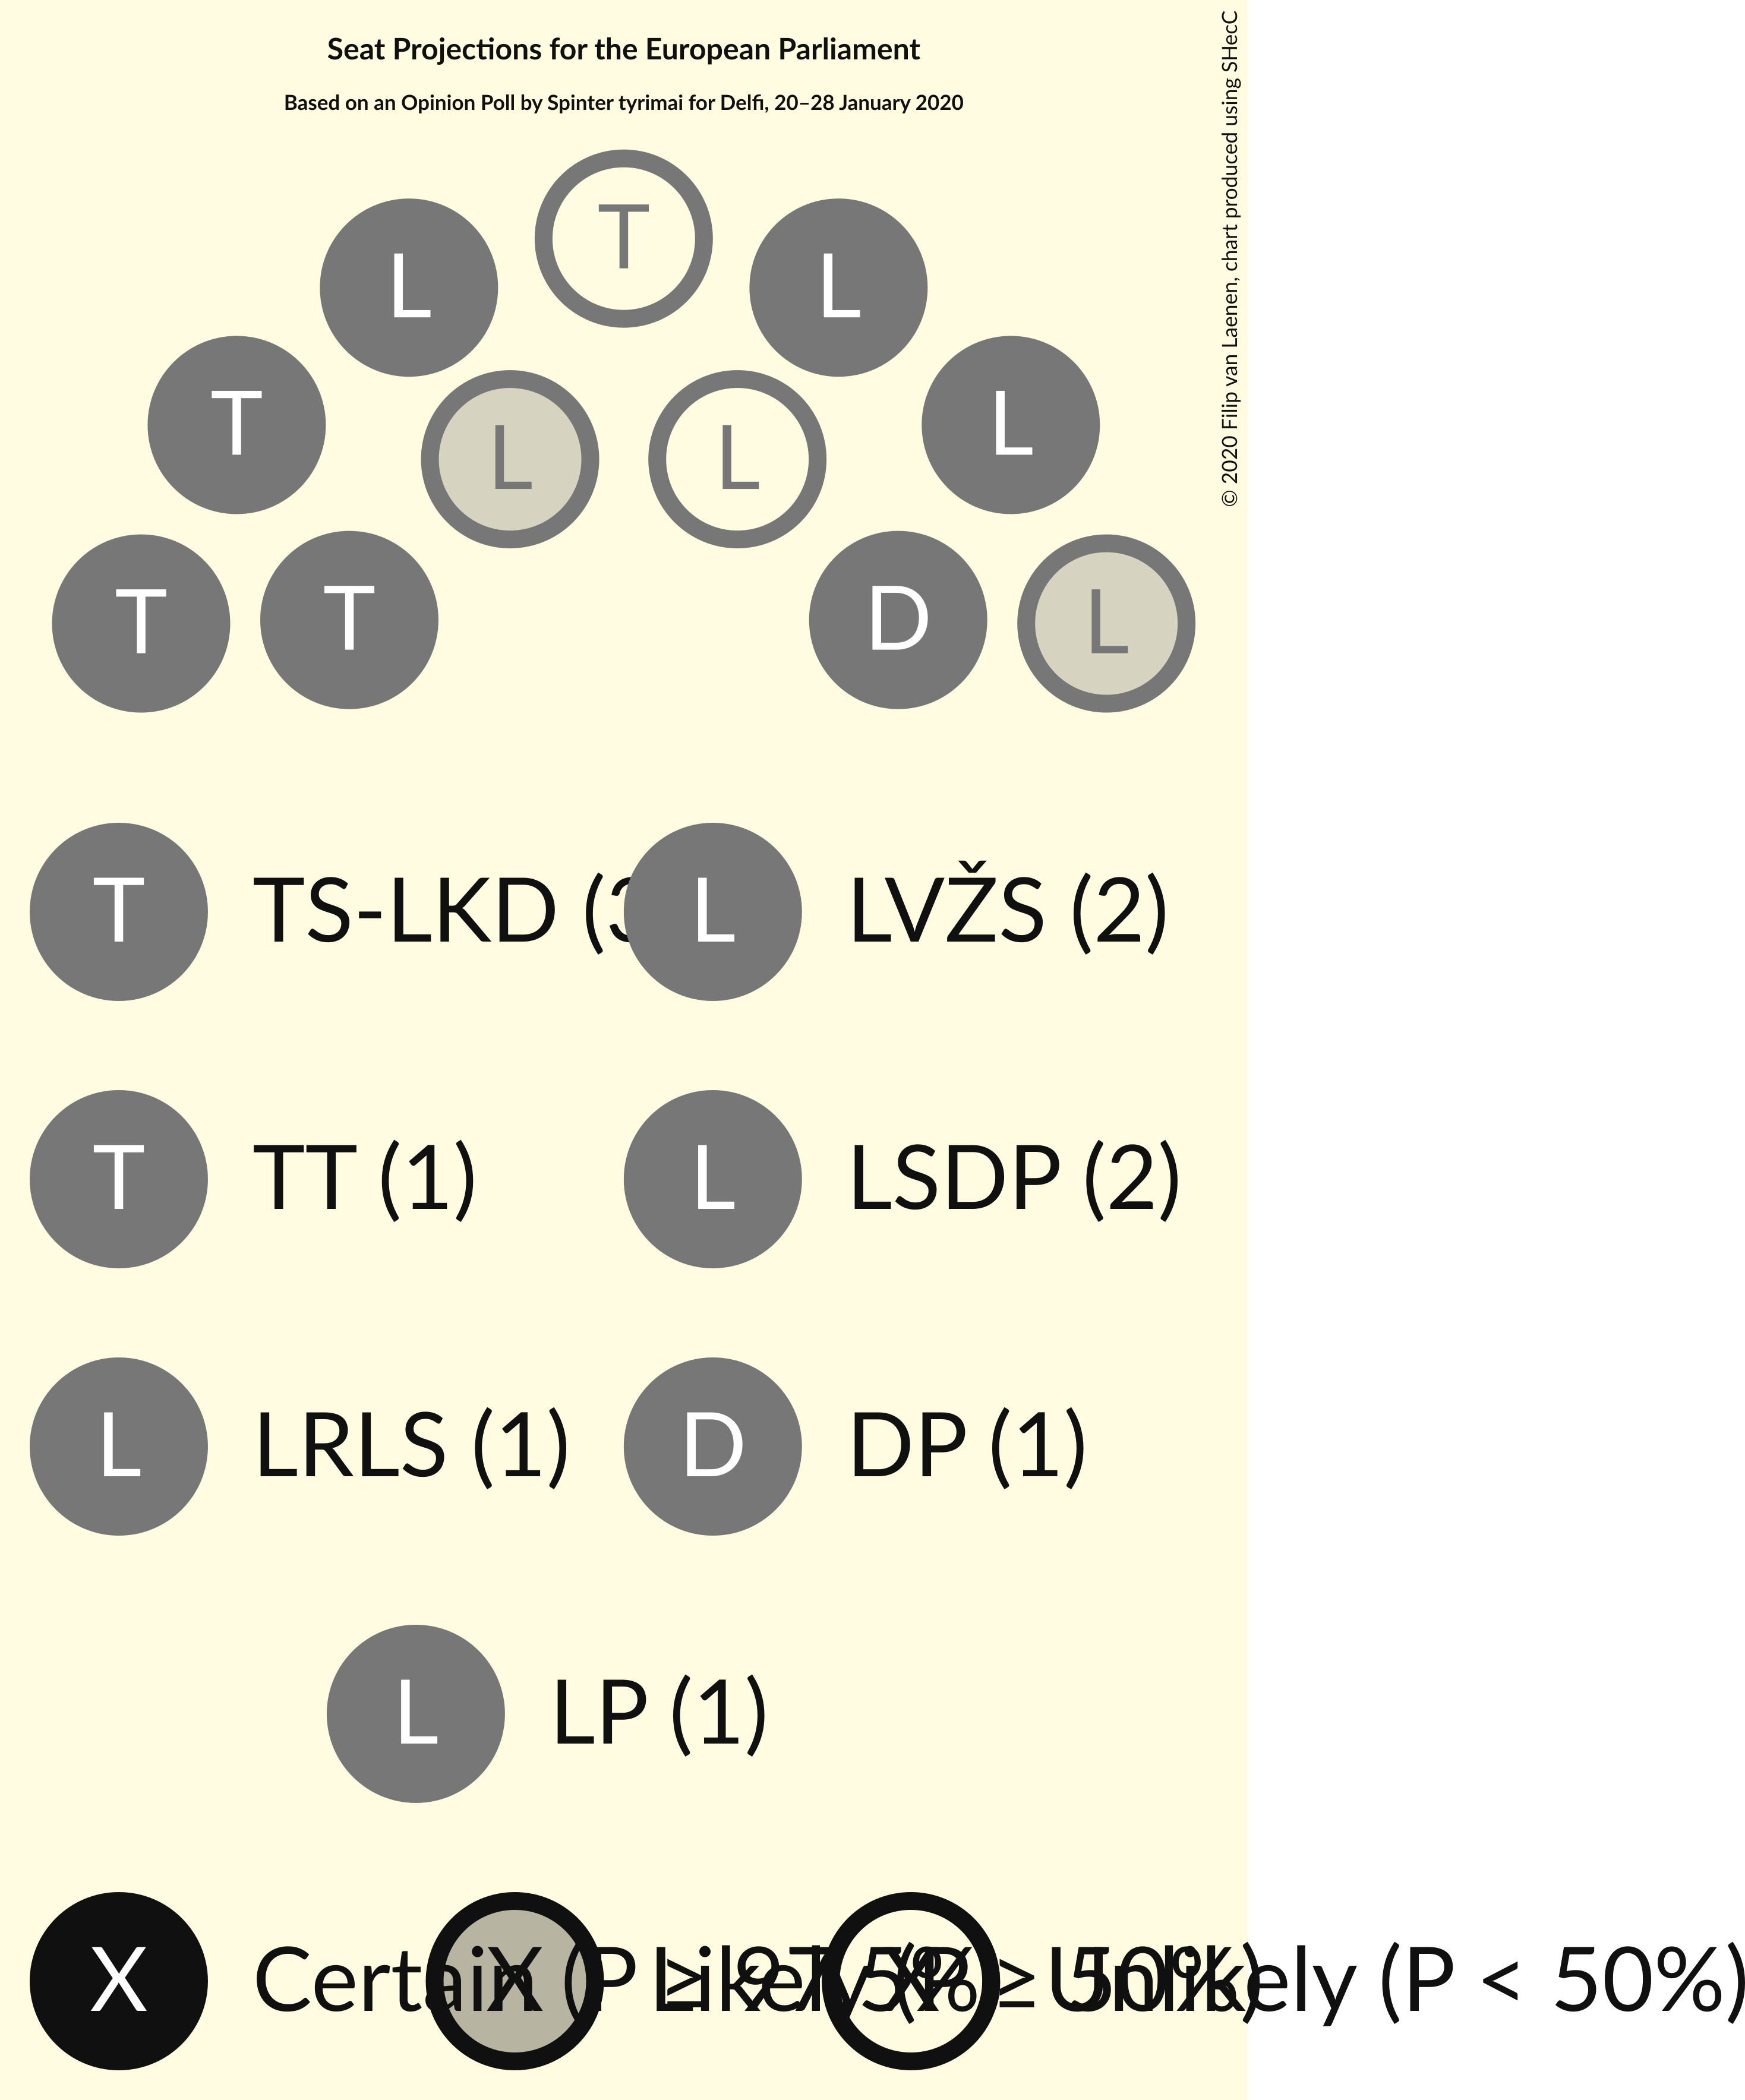 Seat Projections for the European Parliament
Based on an Opinion Poll by Spinter tyrimai for Delfi, 20–28 January 2020
© 2020 Filip van Laenen, chart produced using SHecC
T
L L
T L
L L
T T D L
T TS-LKD (3 L LVŽS (2)
T TT (1) L LSDP (2)
L LRLS (1) D DP (1)
L LP (1)
X Certain (P ≥ 97.5%) X Likely (P ≥ 50%) X Unlikely (P < 50%)